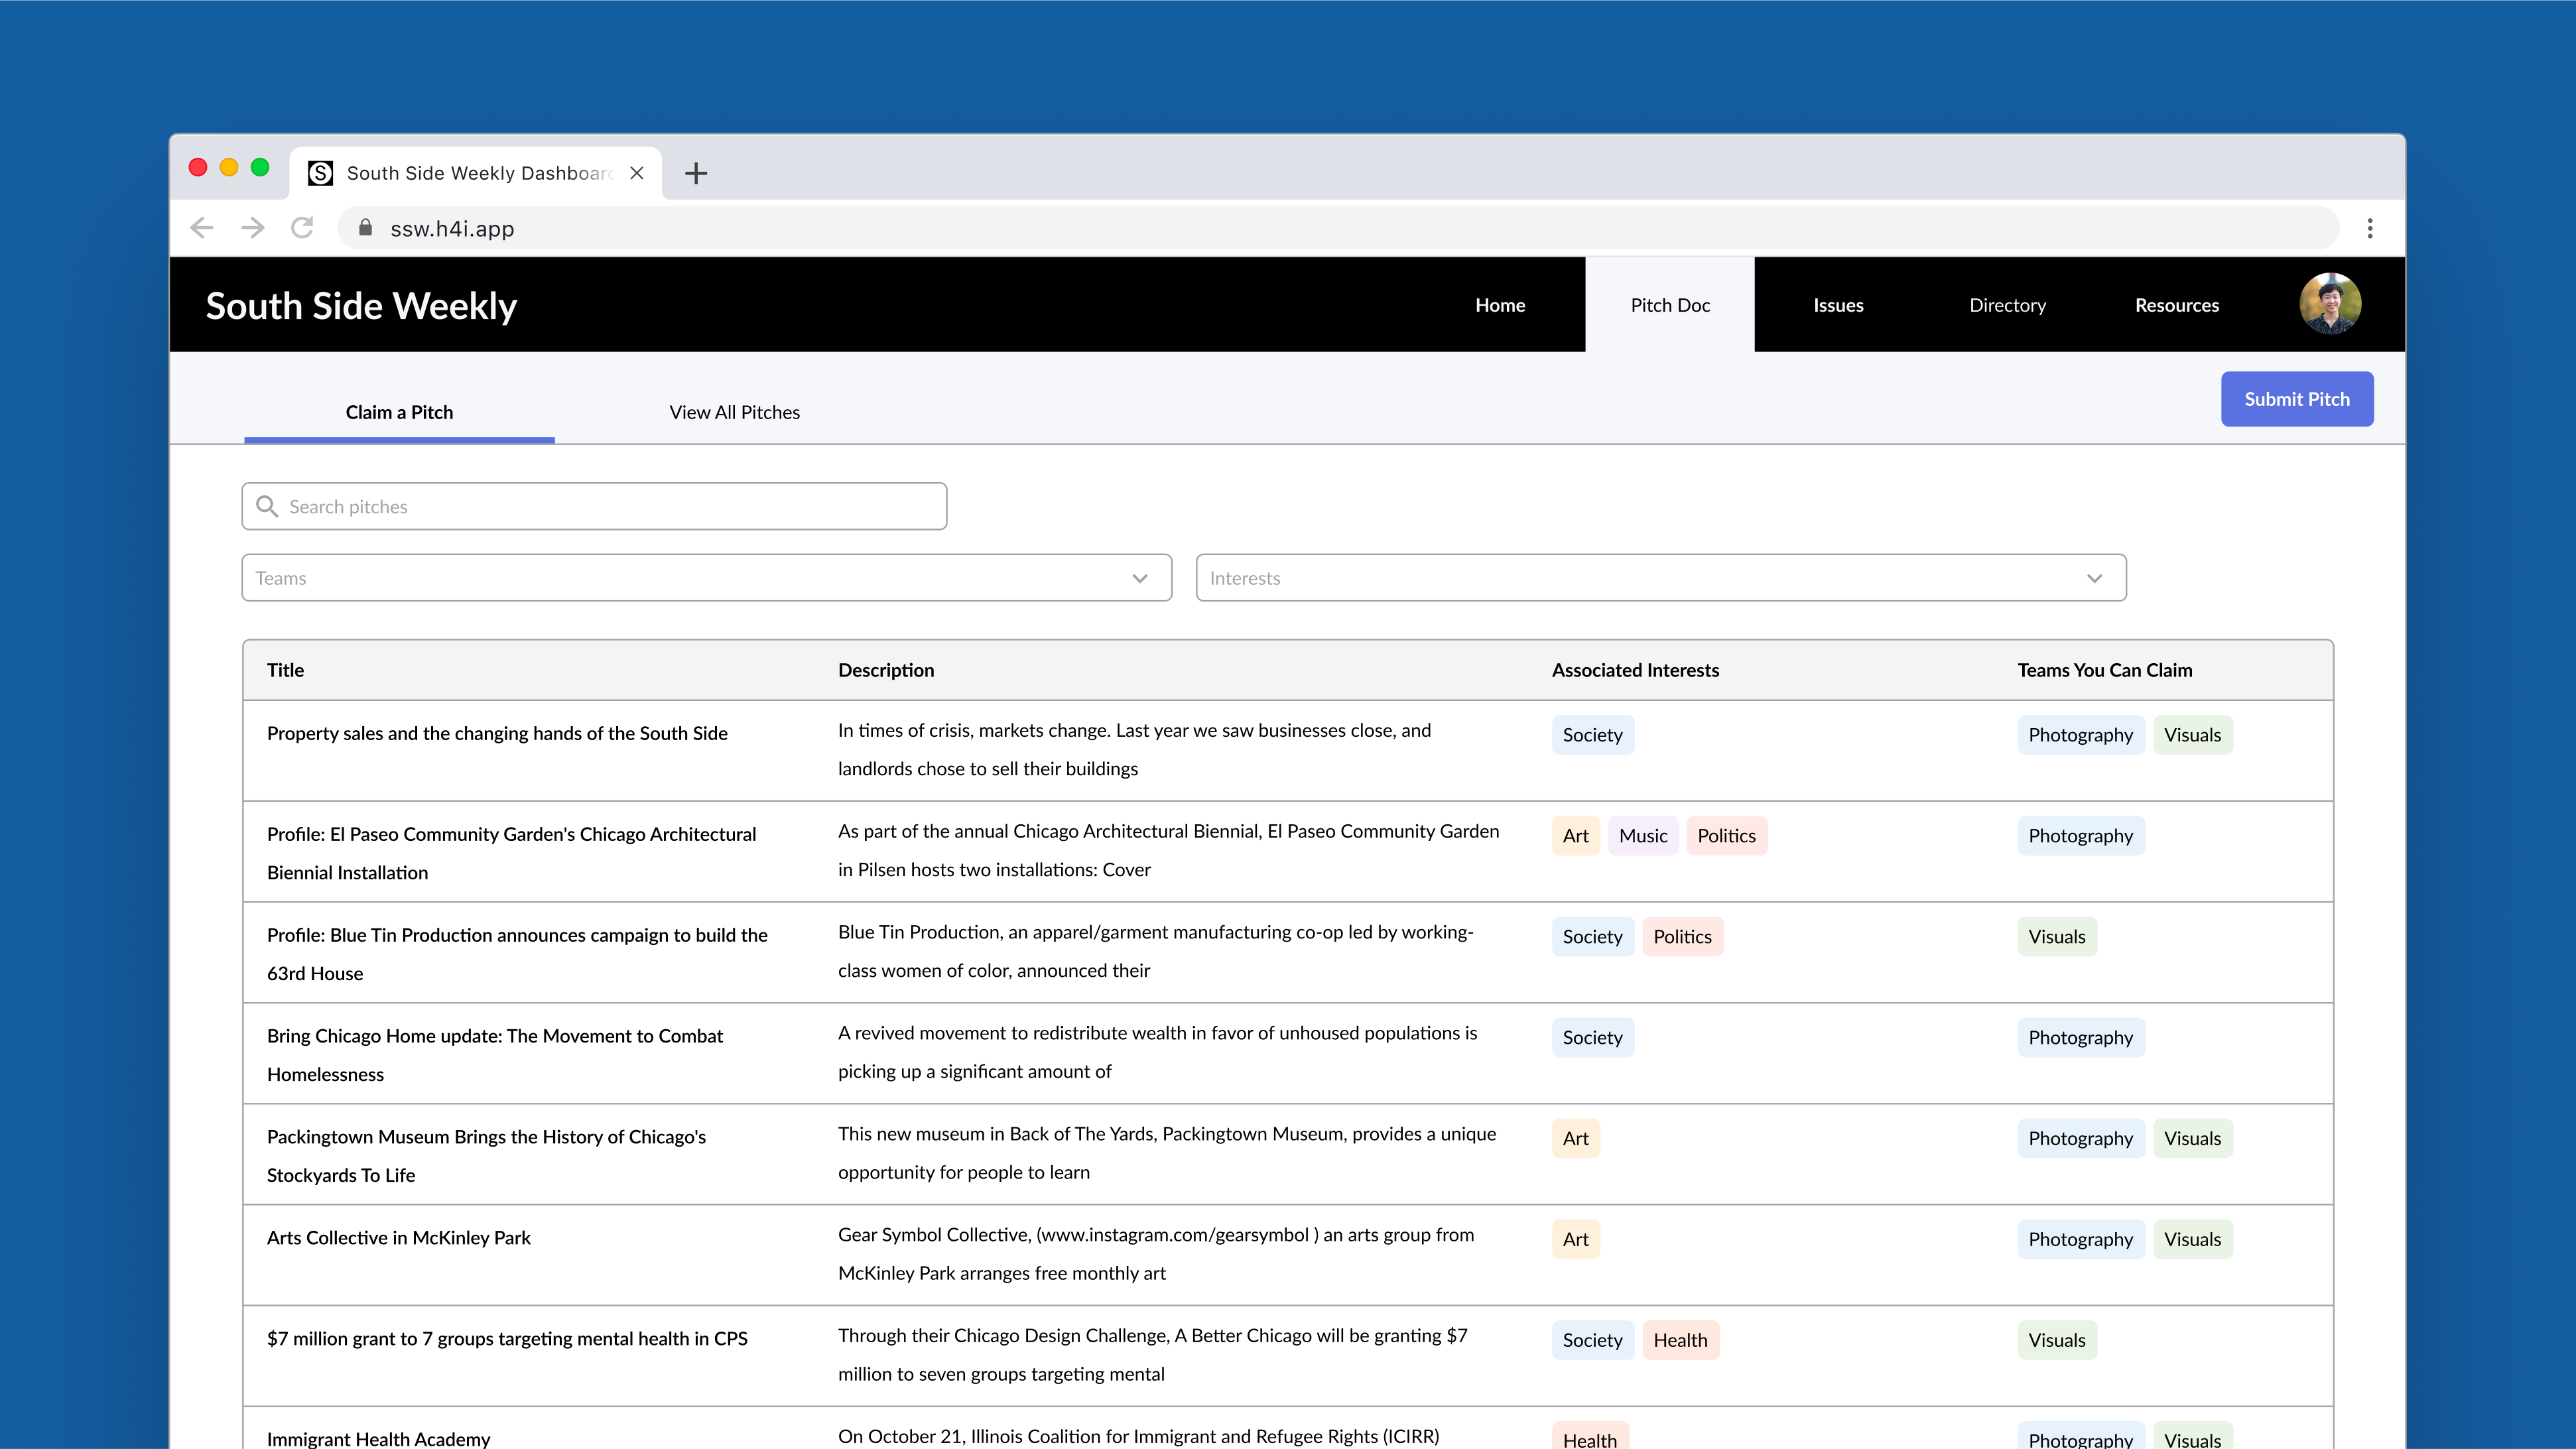 South Side Weekly Dashboard
ssw.h4i.app
South Side Weekly
Home
Pitch Doc
Issues
Directory
Resources
Claim a Pitch
View All Pitches
Submit Pitch
Search pitches
Teams
Interests
Title
Description
Associated Interests
Teams You Can Claim
Property sales and the changing hands of the South Side
In times of crisis, markets change. Last year we saw businesses close, and
landlords chose to sell their buildings
Society
Photography
Visuals
Profile: El Paseo Community Garden's Chicago Architectural
Biennial Installation
As part of the annual Chicago Architectural Biennial, El Paseo Community Garden
in Pilsen hosts two installations: Cover
Art
Music
Politics
Photography
Profile: Blue Tin Production announces campaign to build the
63rd House
Blue Tin Production, an apparel/garment manufacturing co-op led by working-
class women of color, announced their
Society
Politics
Visuals
Bring Chicago Home update: The Movement to Combat
Homelessness
A revived movement to redistribute wealth in favor of unhoused populations is
picking up a significant amount of
Society
Photography
Packingtown Museum Brings the History of Chicago's
Stockyards To Life
This new museum in Back of The Yards, Packingtown Museum, provides a unique
opportunity for people to learn
Art
Photography
Visuals
Arts Collective in McKinley Park
Gear Symbol Collective, (www.instagram.com/gearsymbol ) an arts group from
McKinley Park arranges free monthly art
Art
Photography
Visuals
$7 million grant to 7 groups targeting mental health in CPS
Through their Chicago Design Challenge, A Better Chicago will be granting $7
million to seven groups targeting mental
Society
Health
Visuals
Immigrant Health Academy
On October 21, Illinois Coalition for Immigrant and Refugee Rights (ICIRR)
Health
Photography
Visuals